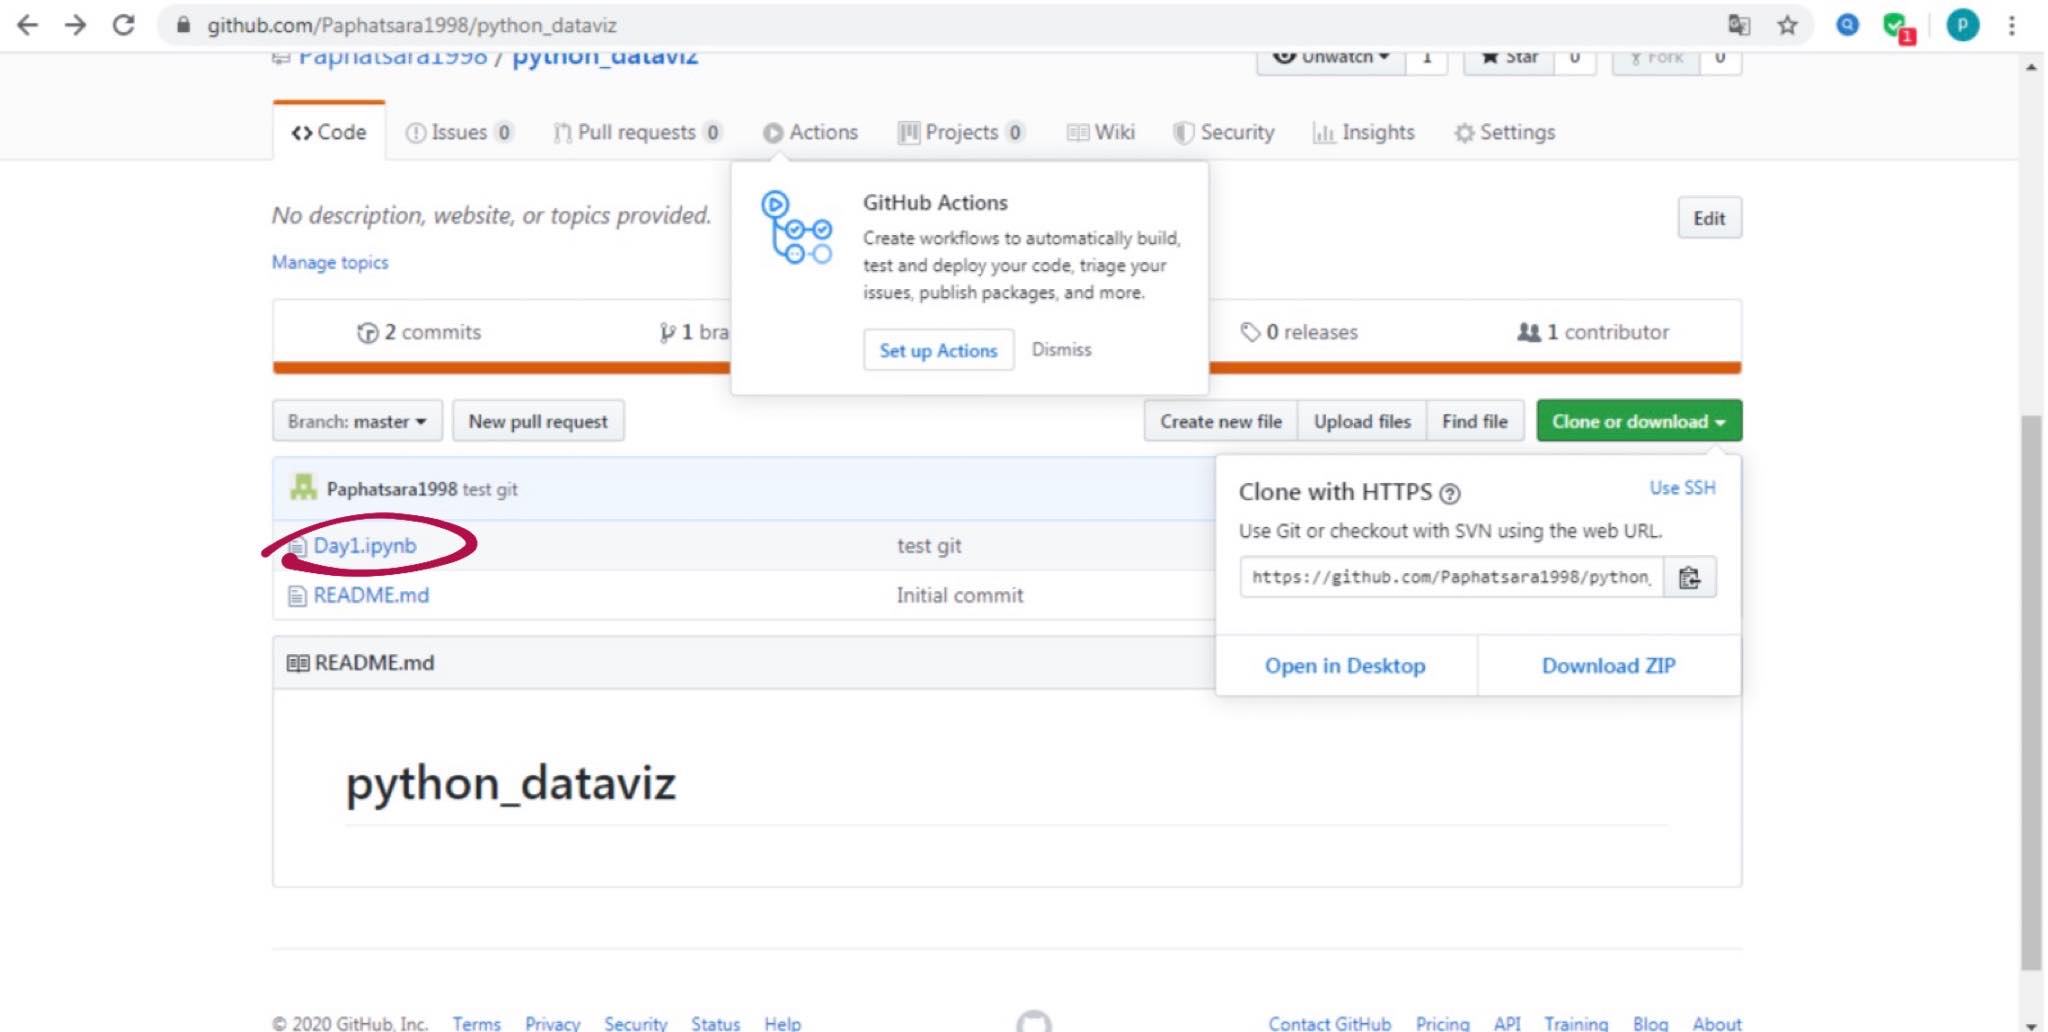 github.com/Paphatsara1998/python_dataviz
1 P
Paphatsara1998 / python_dataviz
Unwatch 1 Star 0 Fork 0
Code Issues 0 Pull requests 0 Actions Projects 0 Wiki Security Insights Settings
No description, website, or topics provided.
Edit
Manage topics
GitHub Actions
Create workflows to automatically build,
test and deploy your code, triage your
issues, publish packages, and more.
Set up Actions Dismiss
2 commits 1 bra 0 releases 1 contributor
Branch: master New pull request Create new file Upload files Find file Clone or download
Paphatsara1998 test git
Day1.ipynb test git
README.md Initial commit
Clone with HTTPS Use SSH
Use Git or checkout with SVN using the web URL.
https://github.com/Paphatsara1998/python_
Open in Desktop Download ZIP
README.md
python_dataviz
© 2020 GitHub, Inc. Terms Privacy Security Status Help Contact GitHub Pricing API Training Blog About